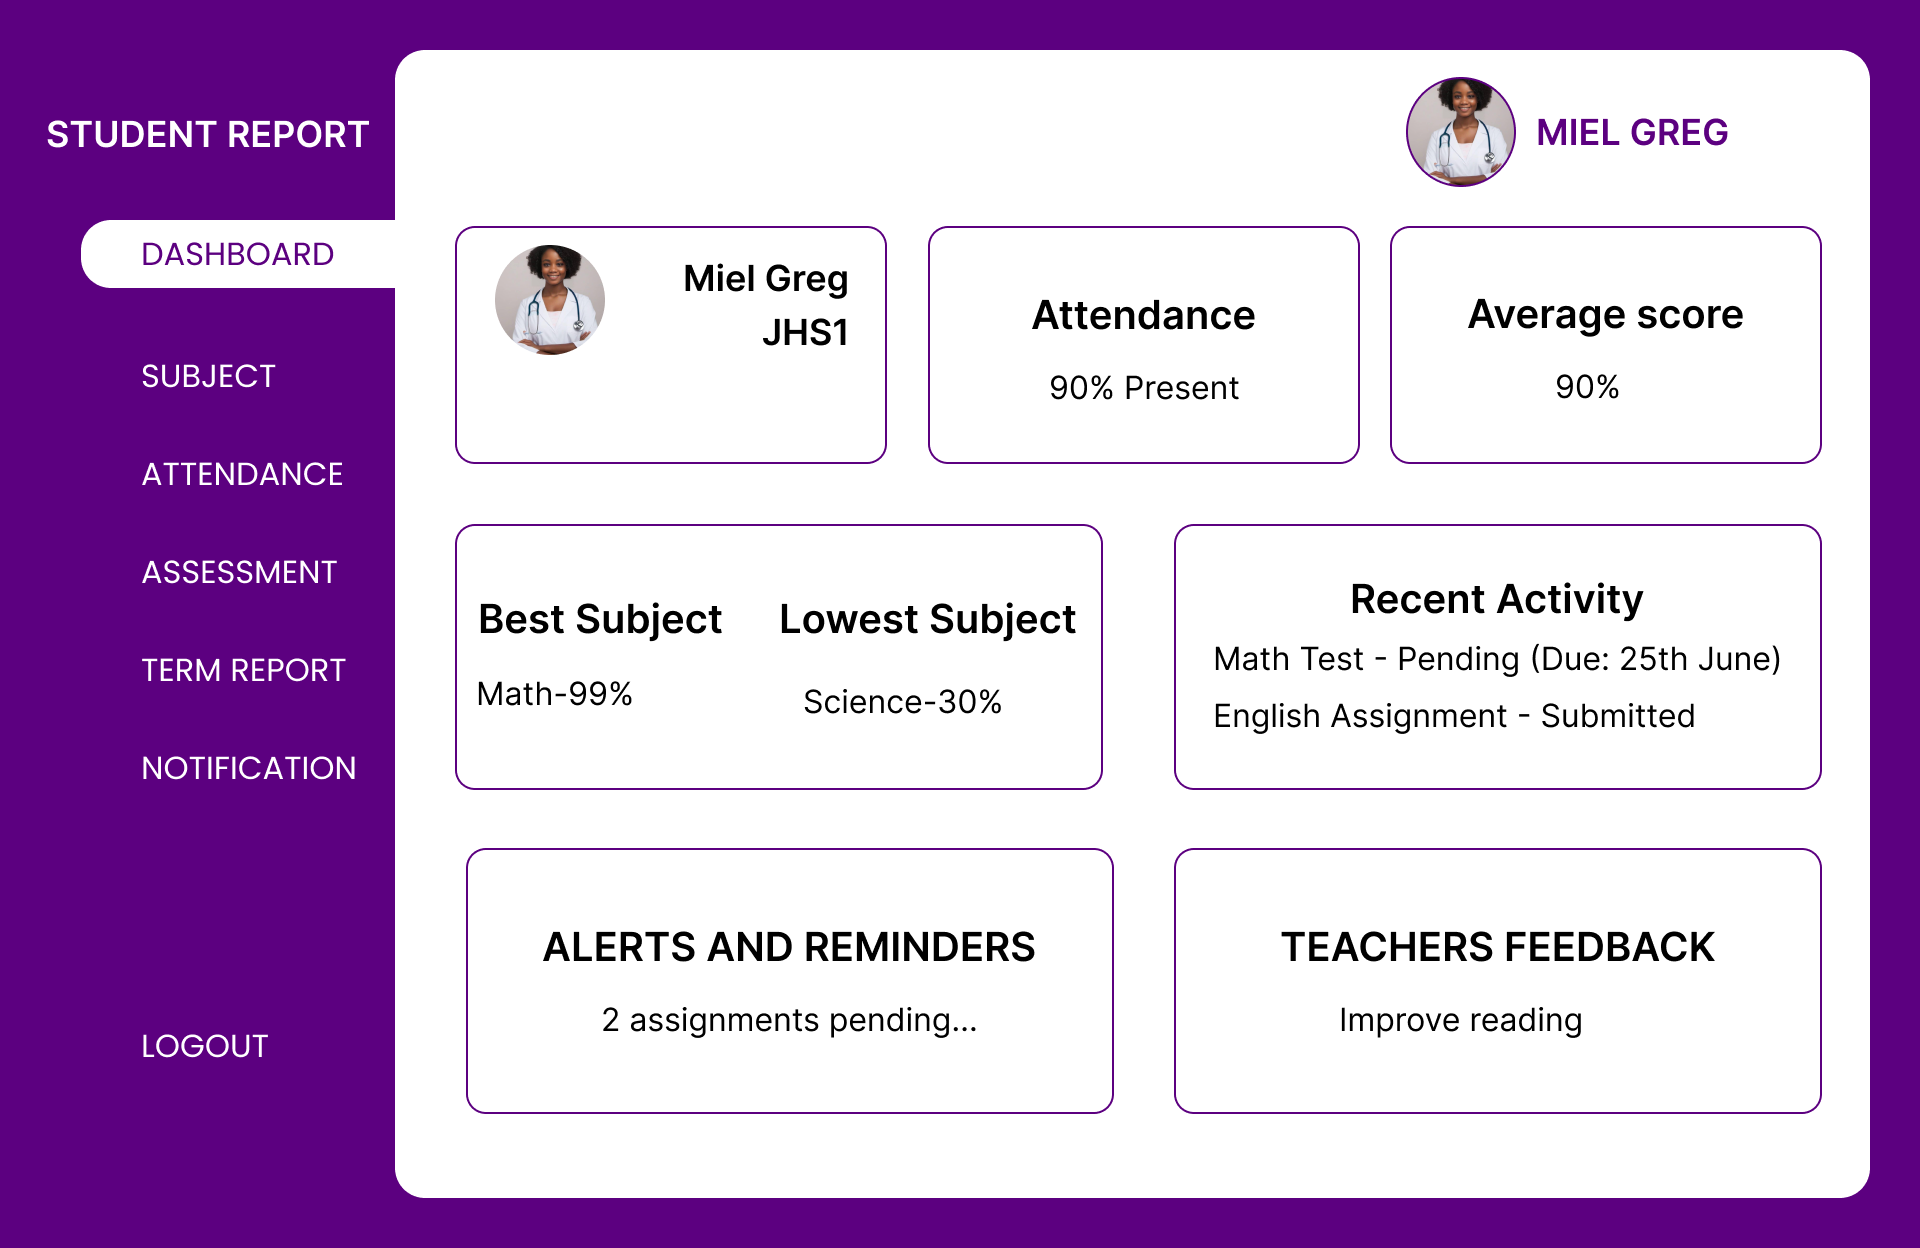 STUDENT REPORT
DASHBOARD
SUBJECT
ATTENDANCE
ASSESSMENT
TERM REPORT
NOTIFICATION
LOGOUT
MIEL GREG
Miel Greg
JHS1
Attendance
90% Present
Average score
90%
Best Subject
Math-99%
Lowest Subject
Science-30%
Recent Activity
Math Test - Pending (Due: 25th June)
English Assignment - Submitted
ALERTS AND REMINDERS
2 assignments pending...
TEACHERS FEEDBACK
Improve reading